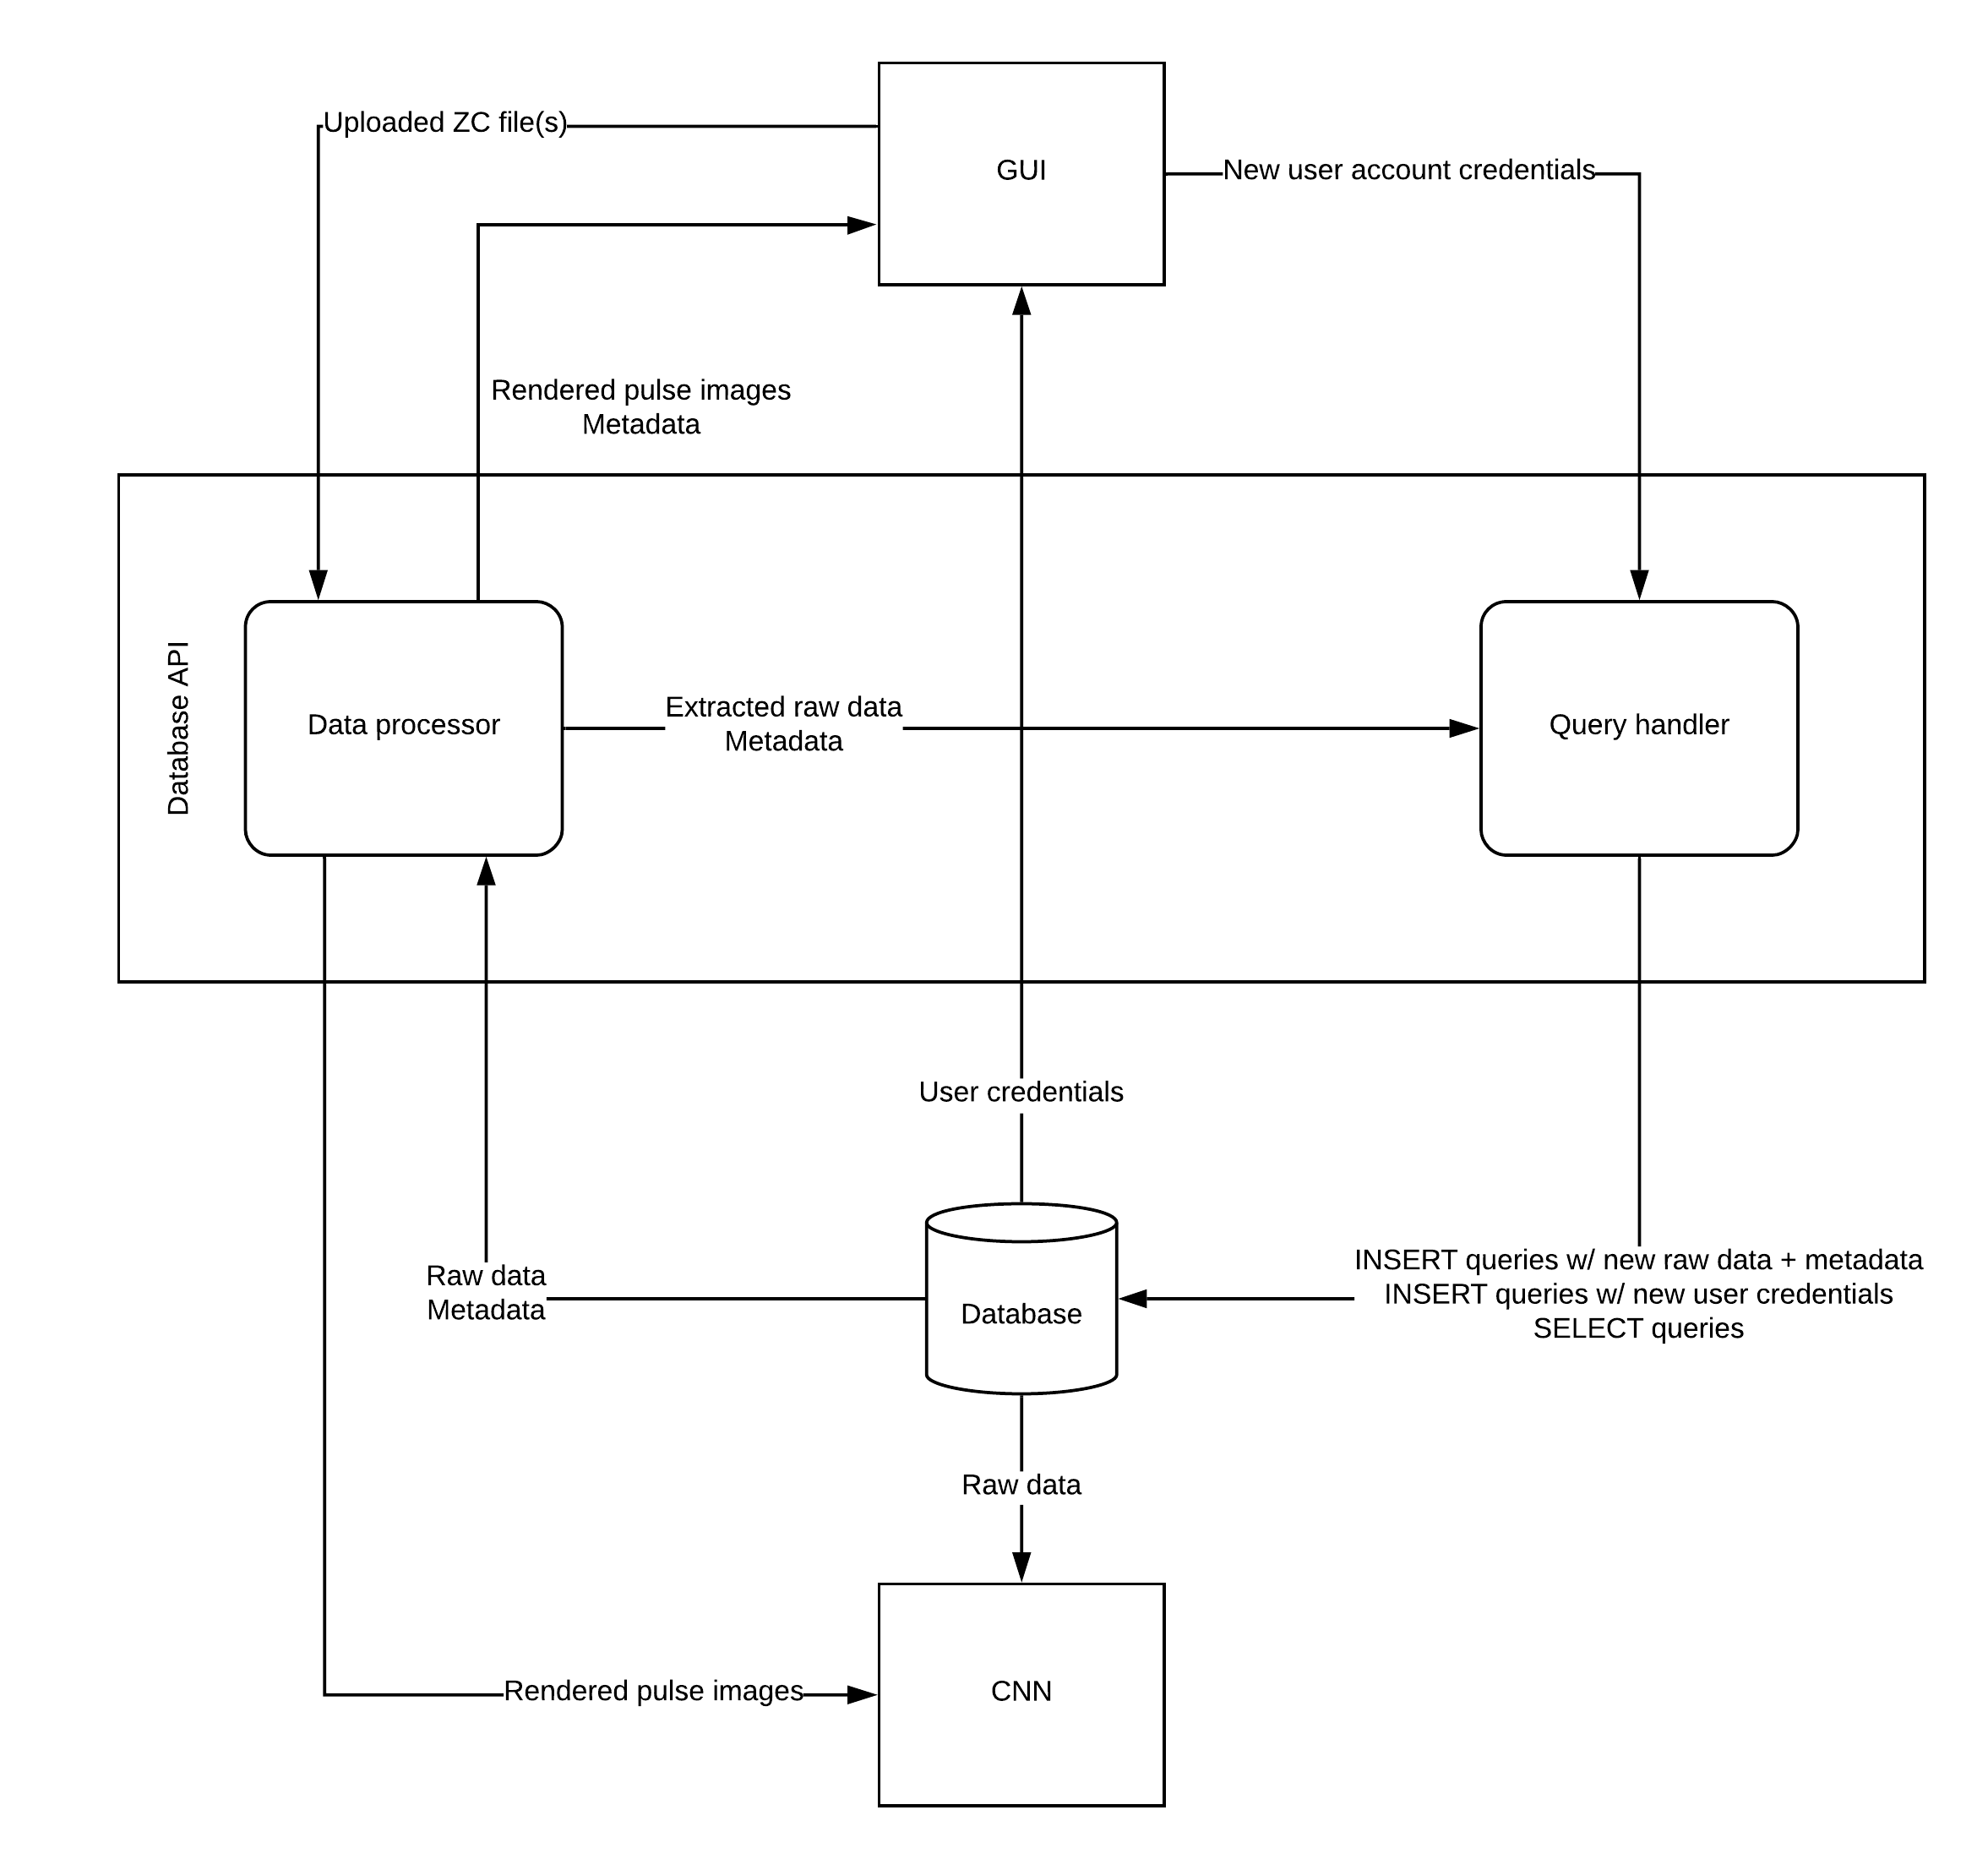 Uploaded ZC file(s)
GUI
New user account credentials
Rendered pulse images
Metadata
Database API
Data processor
Extracted raw data
Metadata
Query handler
User credentials
Raw data
Metadata
Database
INSERT queries w/ new raw data + metadata
INSERT queries w/ new user credentials
SELECT queries
Raw data
Rendered pulse images
CNN